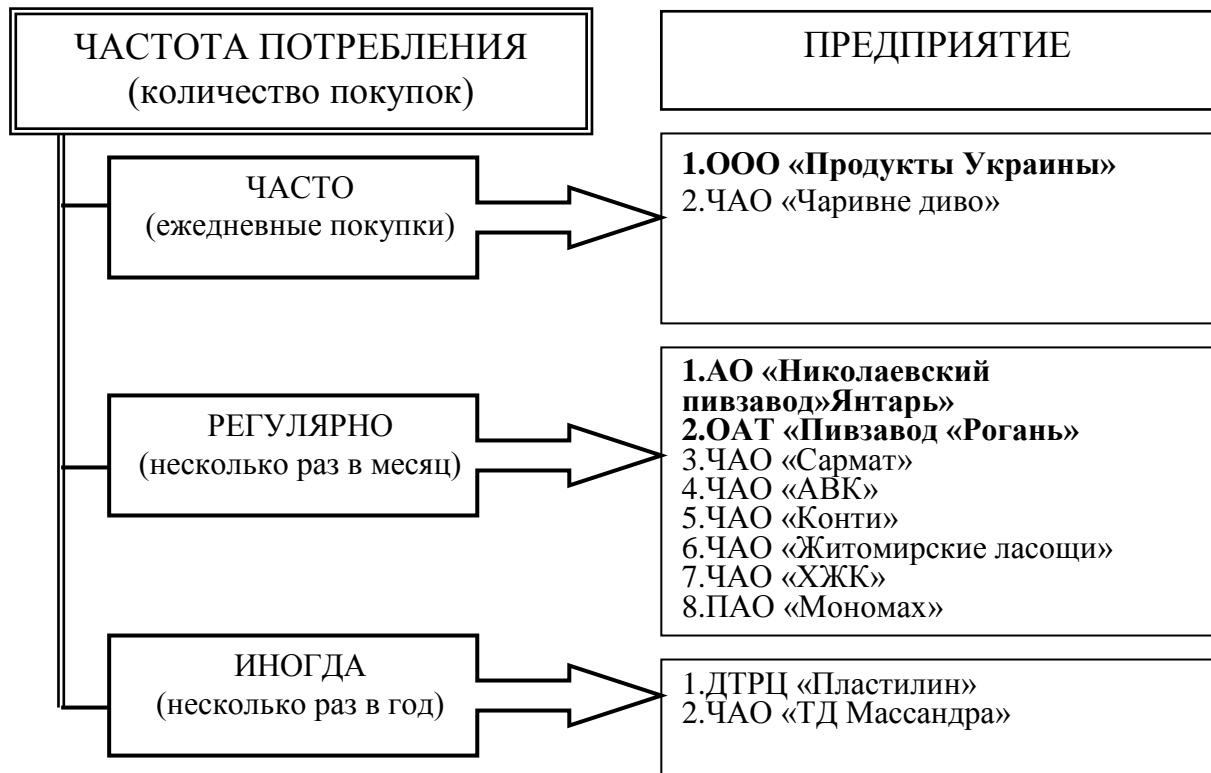 ЧАСТОТА ПОТРЕБЛЕНИЯ
(количество покупок)
ПРЕДПРИЯТИЕ
ЧАСТО
(ежедневные покупки)
1.ООО «Продукты Украины»
2.ЧАО «Чаривне диво»
РЕГУЛЯРНО
(несколько раз в месяц)
1.АО «Николаевский
пивзавод»Янтарь»
2.ОАТ «Пивзавод «Рогань»
3.ЧАО «Сармат»
4.ЧАО «АВК»
5.ЧАО «Конти»
6.ЧАО «Житомирские ласощи»
7.ЧАО «ХЖК»
8.ПАО «Мономах»
ИНОГДА
(несколько раз в год)
1.ДТРЦ «Пластилин»
2.ЧАО «ТД Массандра»